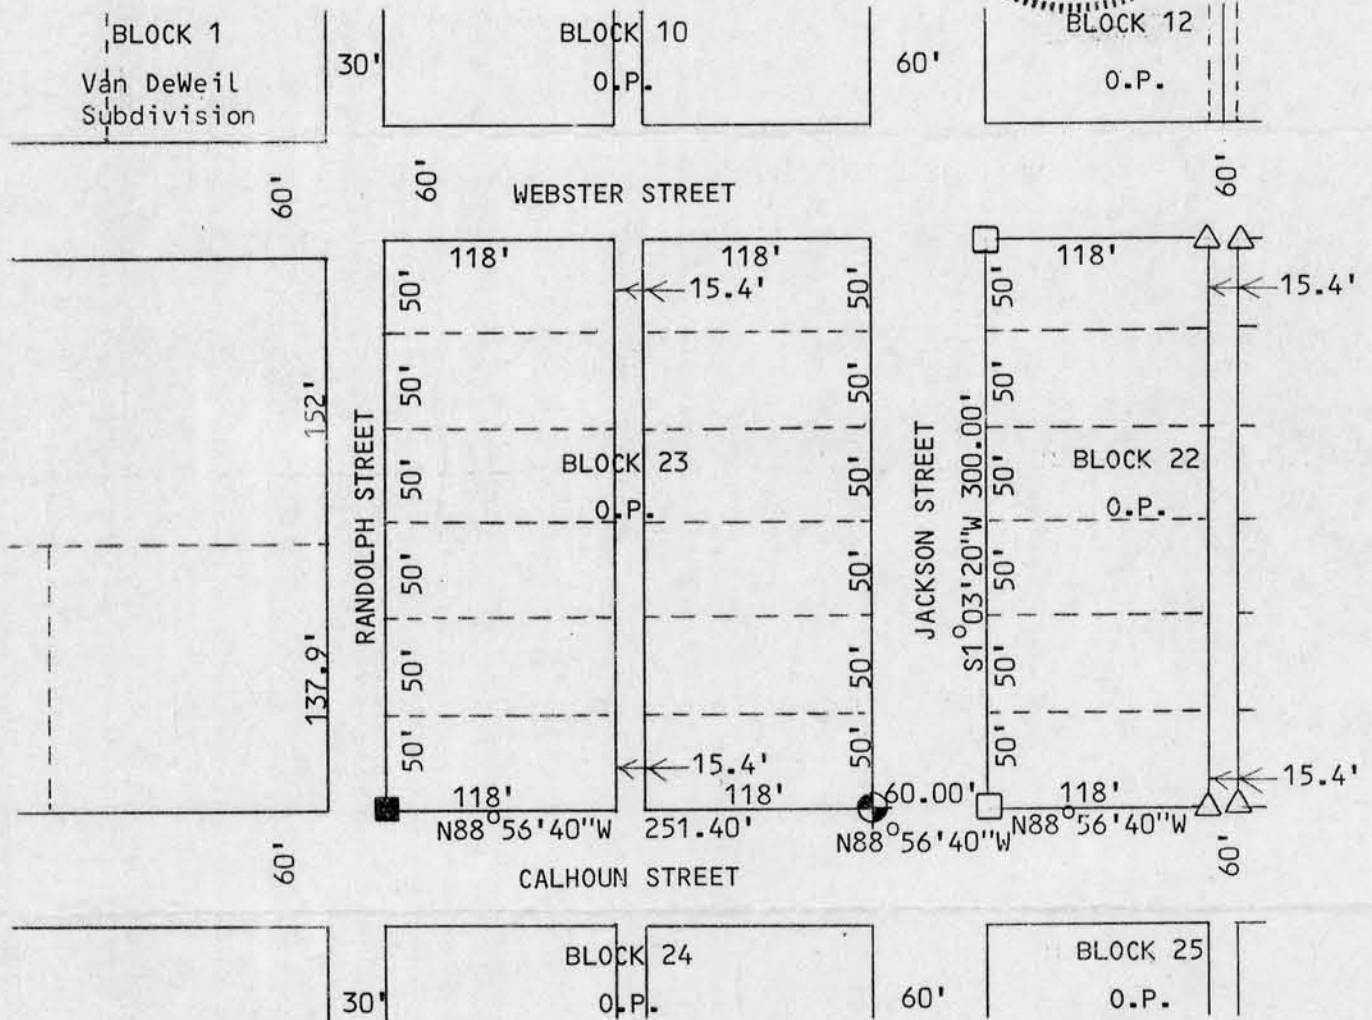 BLOCK 1
Van DeWeil
Subdivision
30'
BLOCK 10
O.P.
60'
BLOCK 12
O.P.
60'
60'
WEBSTER STREET
60'
118'
118'
118'
50'
15.4'
50'
50'
15.4'
50'
50'
50'
152'
RANDOLPH STREET
50'
BLOCK 23
O.P.
50'
JACKSON STREET
S1°03'20"W 300.00'
50'
BLOCK 22
O.P.
50'
50'
50'
137.9'
50'
50'
50'
50'
15.4'
50'
50'
15.4'
118'
118'
60.00'
118'
N88°56'40"W
251.40'
N88°56'40"W
N88°56'40"W
60'
CALHOUN STREET
60'
BLOCK 24
O.P.
BLOCK 25
O.P.
30'
60'